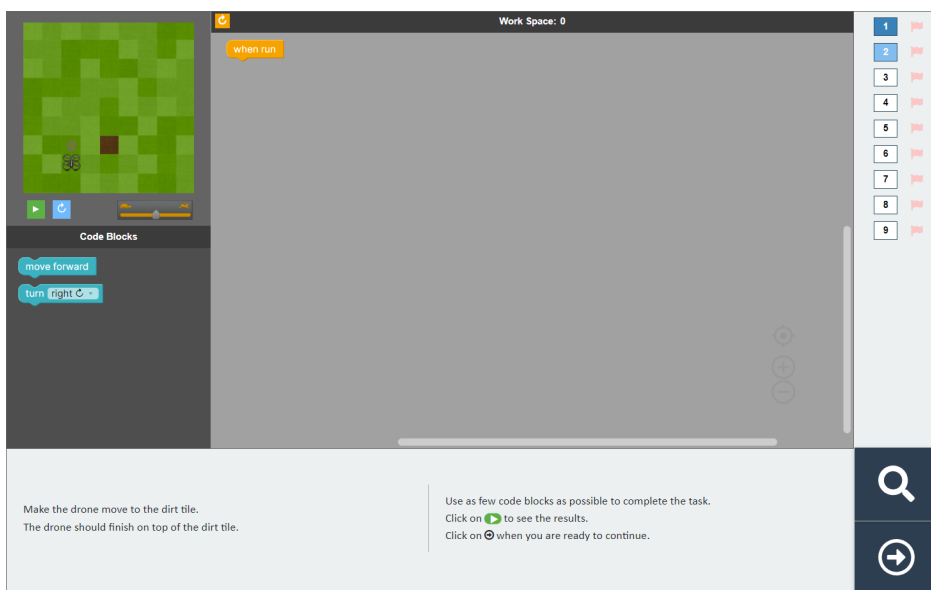 Work Space: 0
when run
Code Blocks
move forward
turn right
1
2
3
4
5
6
7
8
9
Make the drone move to the dirt tile.
The drone should finish on top of the dirt tile.
Use as few code blocks as possible to complete the task.
Click on to see the results.
Click on when you are ready to continue.